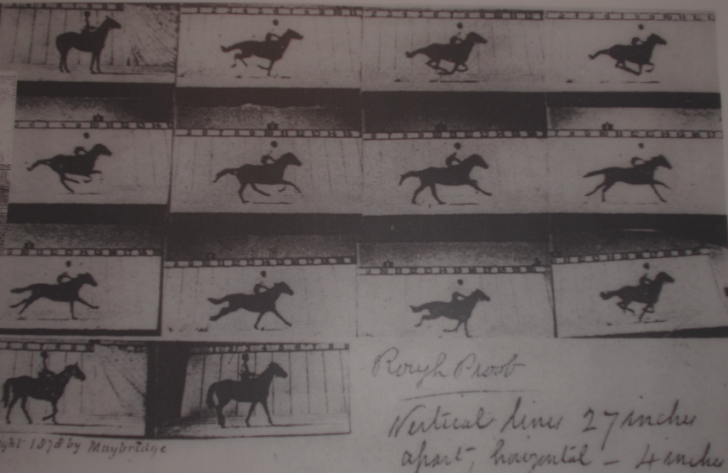 Rough Proof
Vertical lines 27 inches
apart, horizontal - 4 inches
ght 1878 by Muybridge